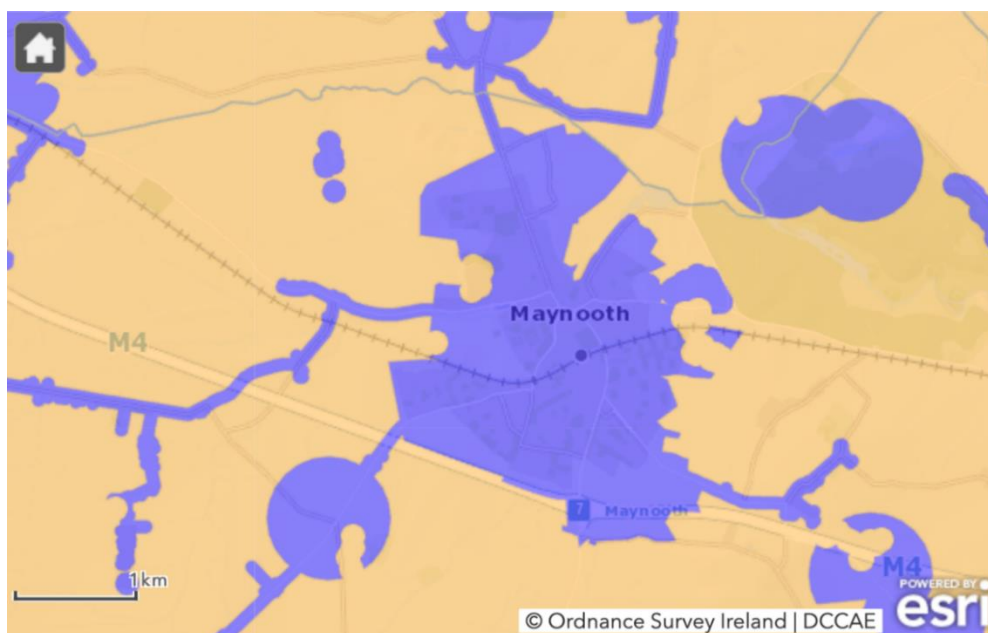 Maynooth
M4
7 Maynooth
M4
1km
POWERED BY
esri
© Ordnance Survey Ireland | DCCAE